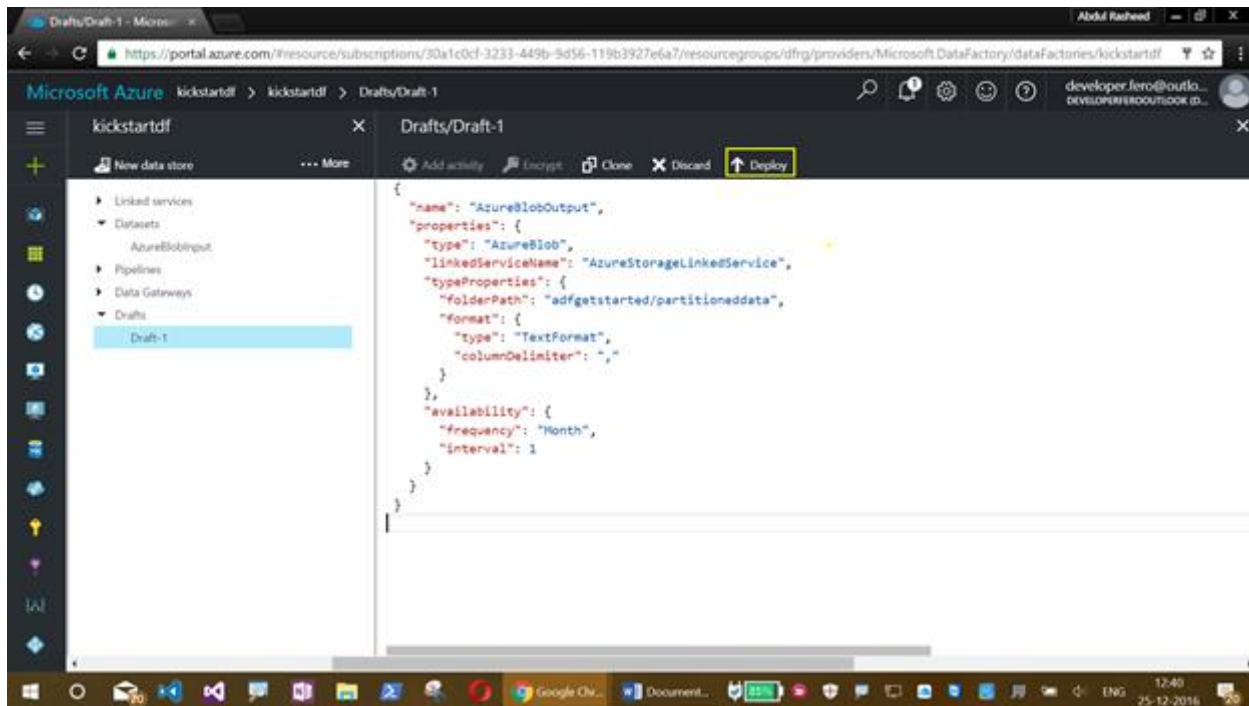 Drafts/Draft-1 - Micros
Abdul Rasheed
https://portal.azure.com/#resource/subscriptions/30a1c0cf-3233-449b-9d56-119b3927e6a7/resourcegroups/dfrg/providers/Microsoft.DataFactory/dataFactories/kickstartdf
Microsoft Azure kickstartdf > kickstartdf > Drafts/Draft-1
developer.fero@outlo...
DEVELOPERFEROOUTLOOK (D...
kickstartdf
Drafts/Draft-1
New data store
... More
Add activity
Encrypt
Clone
Discard
Deploy
Linked services
Datasets
AzureBlobInput
Pipelines
Data Gateways
Drafts
Draft-1
{
"name": "AzureBlobOutput",
"properties": {
"type": "AzureBlob",
"linkedServiceName": "AzureStorageLinkedService",
"typeProperties": {
"folderPath": "adfgetstarted/partitioneddata",
"format": {
"type": "TextFormat",
"columnDelimiter": ","
}
},
"availability": {
"frequency": "Month",
"interval": 1
}
}
}
Google Chr...
Document...
ENG
12:40
25-12-2016